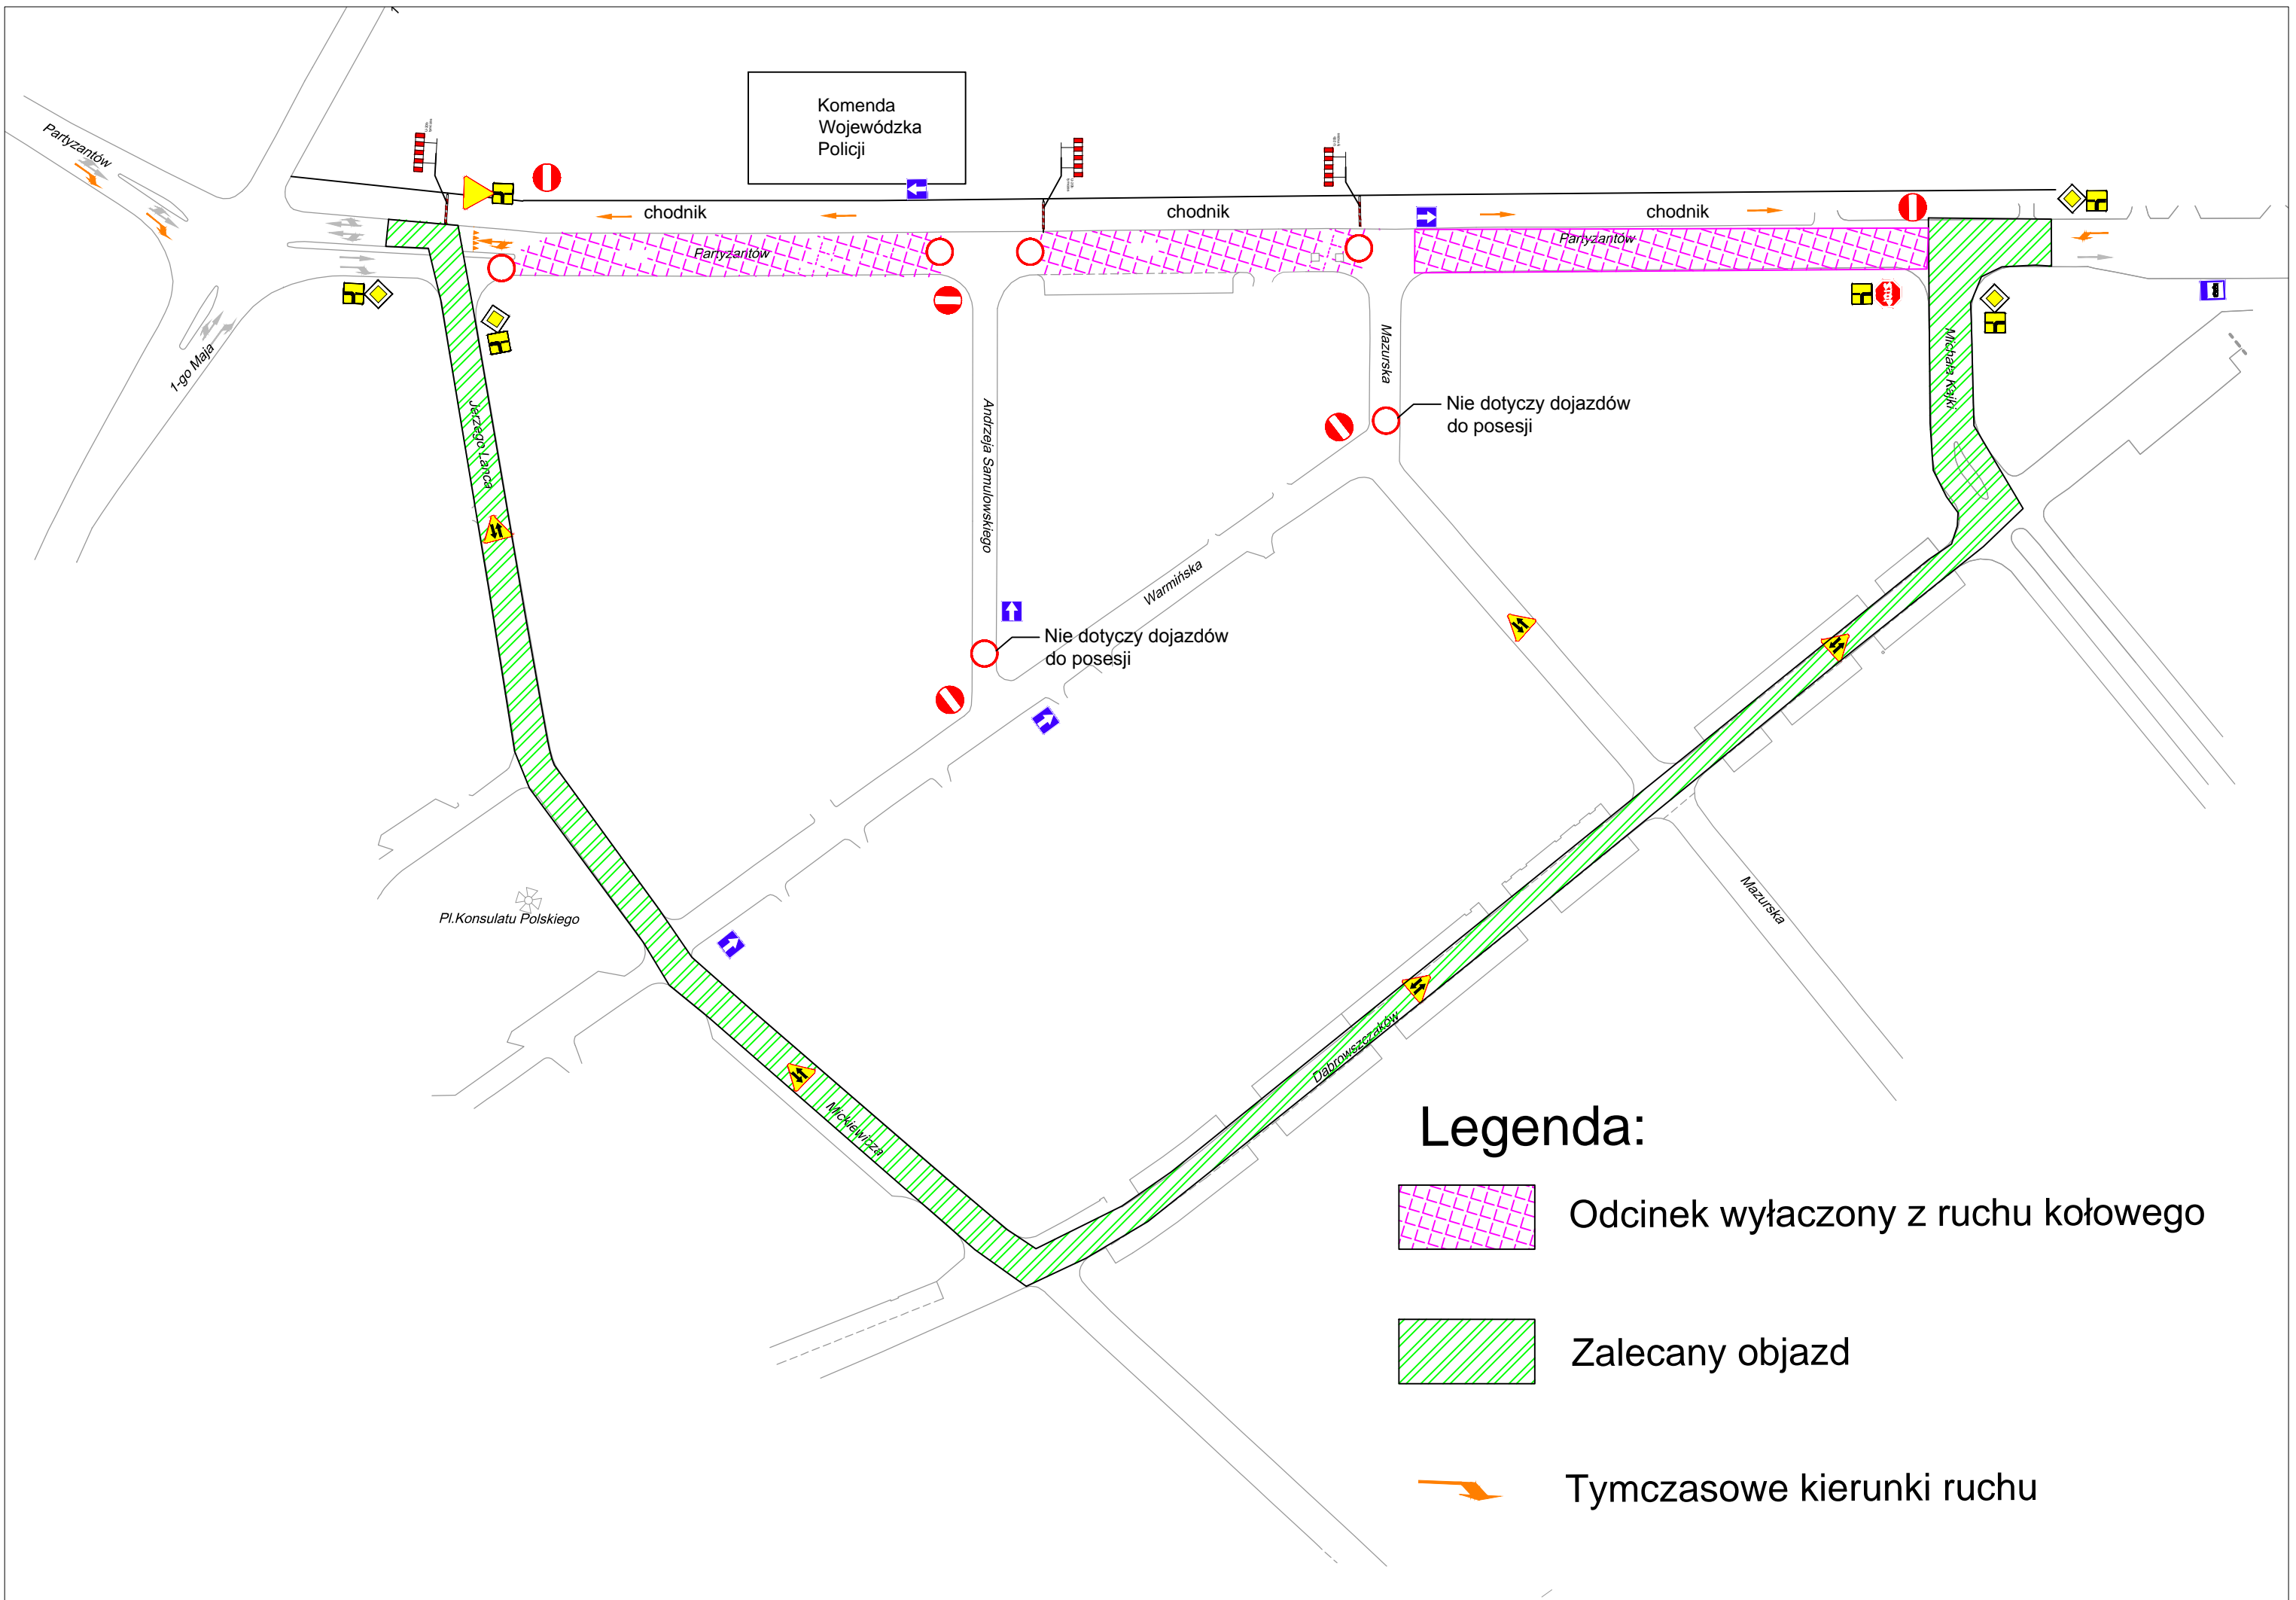 Partyzantów
Komenda
Wojewódzka
Policji
chodnik
chodnik
chodnik
Partyzantów
Partyzantów
STOP
1-go Maja
Jerzego Lanca
Andrzeja Samulowskiego
Mazurska
Michała Kajki
Nie dotyczy dojazdów
do posesji
Warmińska
Nie dotyczy dojazdów
do posesji
Pl.Konsulatu Polskiego
Mazurska
Dąbrowszczaków
Mickiewicza
Legenda:
Odcinek wyłaczony z ruchu kołowego
Zalecany objazd
Tymczasowe kierunki ruchu